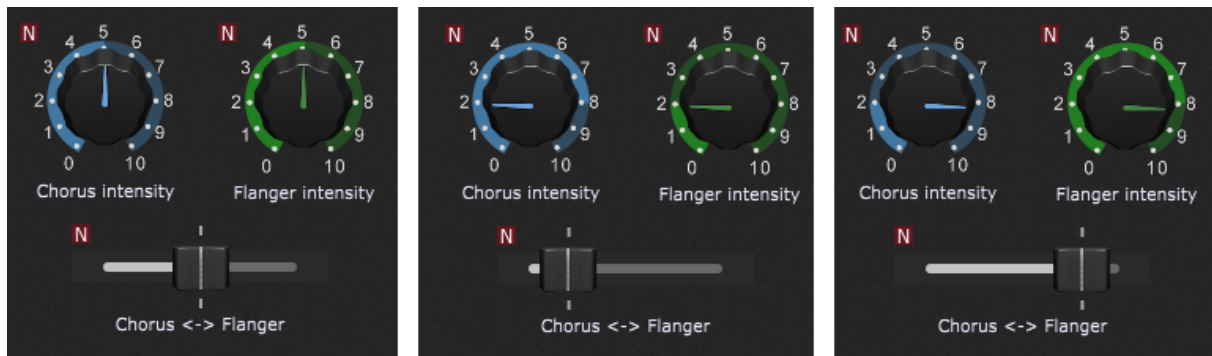 N N
4 5 6 4 5 6
3 7 3 7
2 8 2 8
1 9 1 9
0 10 0 10
Chorus intensity Flanger intensity
N
Chorus <-> Flanger
N N
4 5 6 4 5 6
3 7 3 7
2 8 2 8
1 9 1 9
0 10 0 10
Chorus intensity Flanger intensity
N
Chorus <-> Flanger
N N
4 5 6 4 5 6
3 7 3 7
2 8 2 8
1 9 1 9
0 10 0 10
Chorus intensity Flanger intensity
N
Chorus <-> Flanger